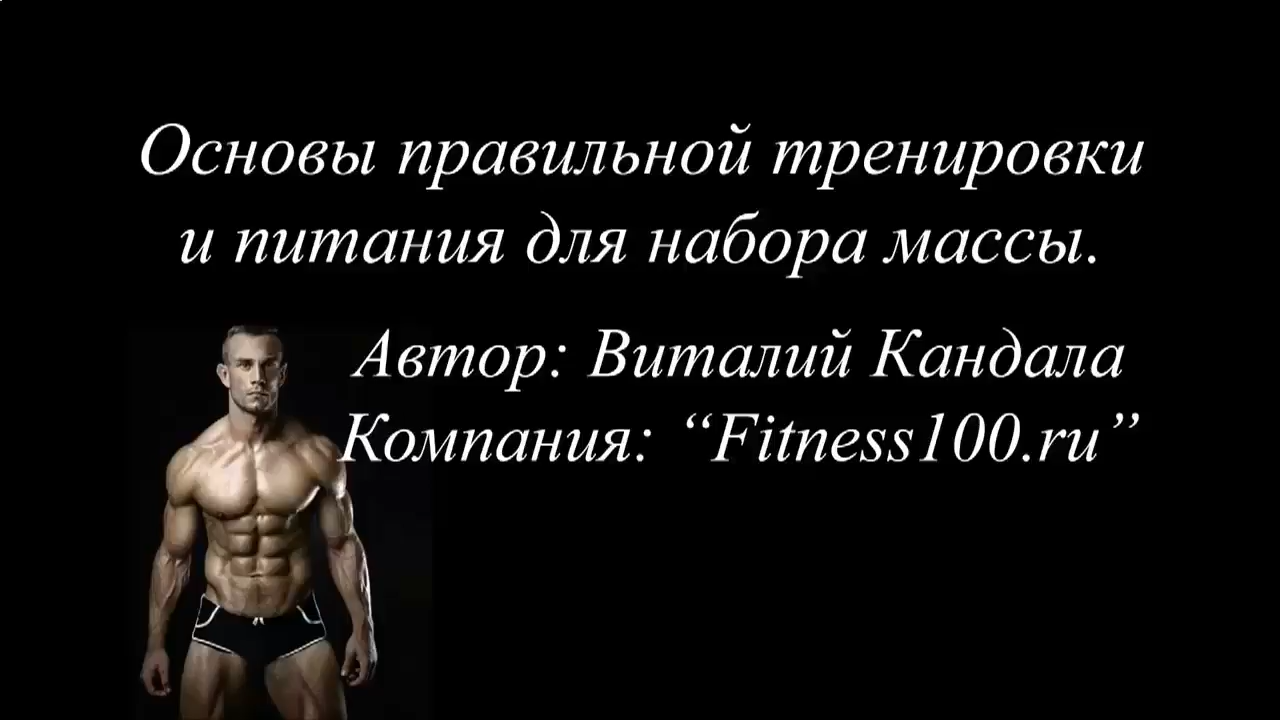 Основы правильной тренировки
и питания для набора массы.
Автор: Виталий Кандала
Компания: “Fitness100.ru”